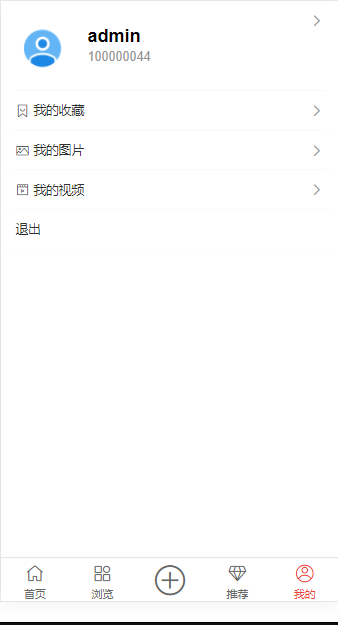 admin
100000044
我的收藏
我的图片
我的视频
退出
首页
浏览
推荐
我的